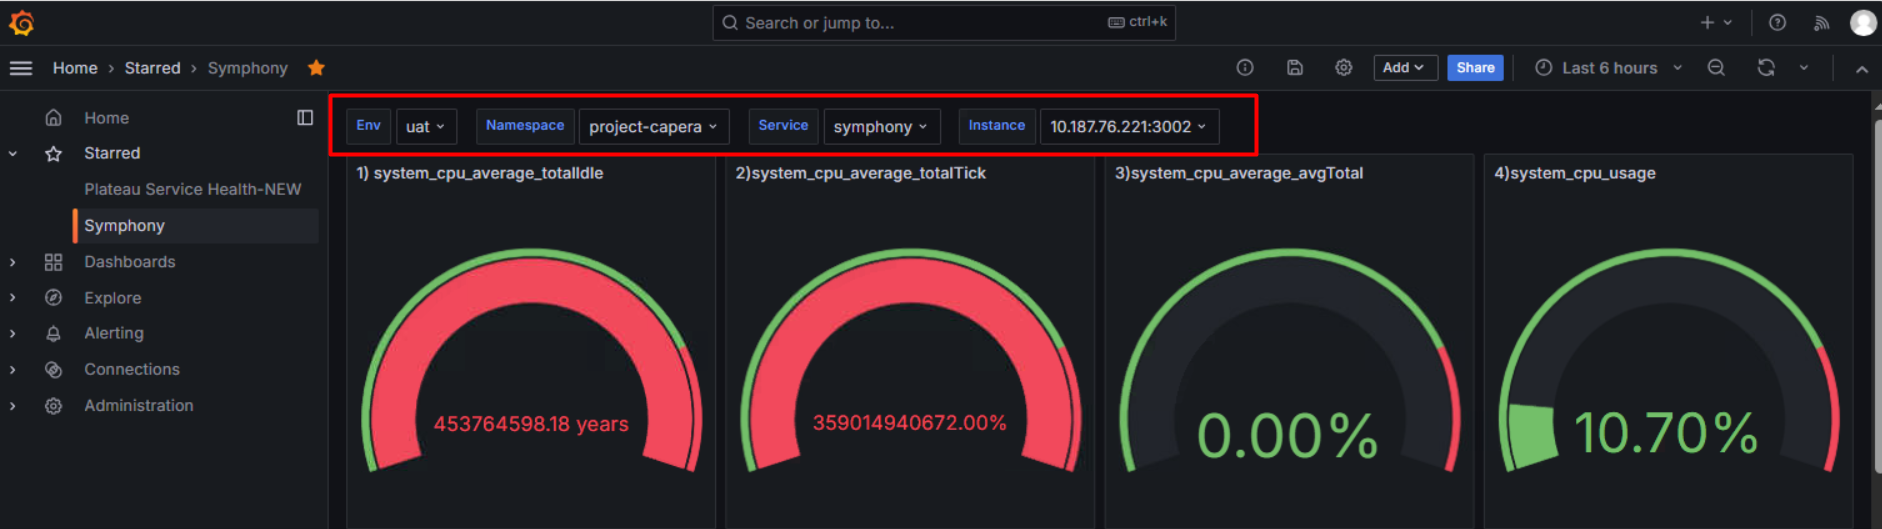 Search or jump to... ctrl+k
Home › Starred › Symphony Add Share Last 6 hours
Home
Starred
Plateau Service Health-NEW
Symphony
Dashboards
Explore
Alerting
Connections
Administration
Env uat Namespace project-capera Service symphony Instance 10.187.76.221:3002
1) system_cpu_average_totalIdle
453764598.18 years
2)system_cpu_average_totalTick
359014940672.00%
3)system_cpu_average_avgTotal
0.00%
4)system_cpu_usage
10.70%